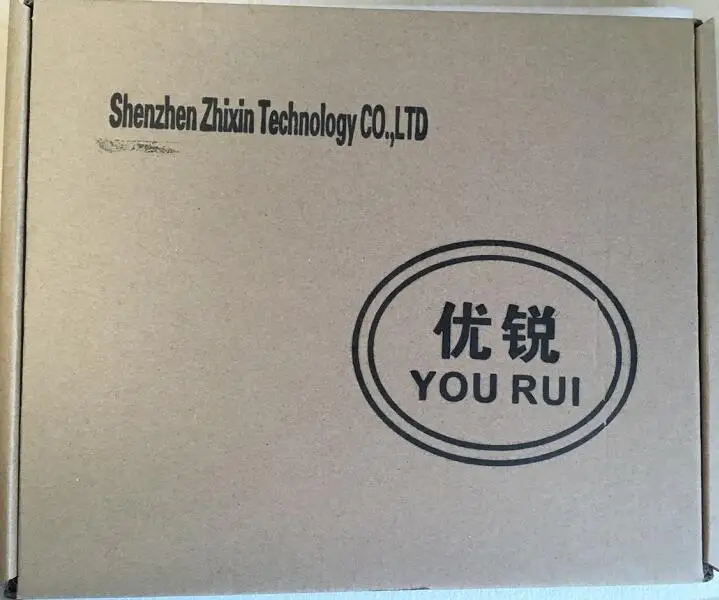 Shenzhen Zhixin Technology CO.,LTD
优锐
YOU RUI